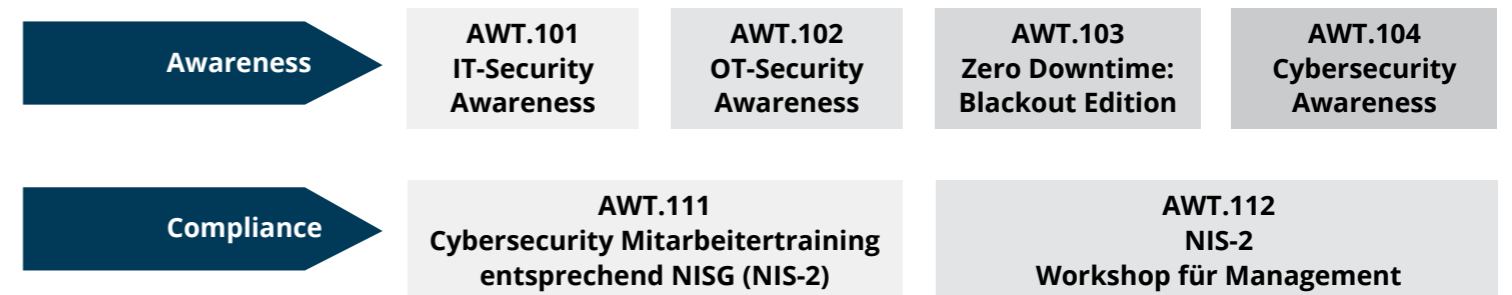 Awareness
AWT.101
IT-Security
Awareness
AWT.102
OT-Security
Awareness
AWT.103
Zero Downtime:
Blackout Edition
AWT.104
Cybersecurity
Awareness
Compliance
AWT.111
Cybersecurity Mitarbeitertraining
entsprechend NISG (NIS-2)
AWT.112
NIS-2
Workshop für Management